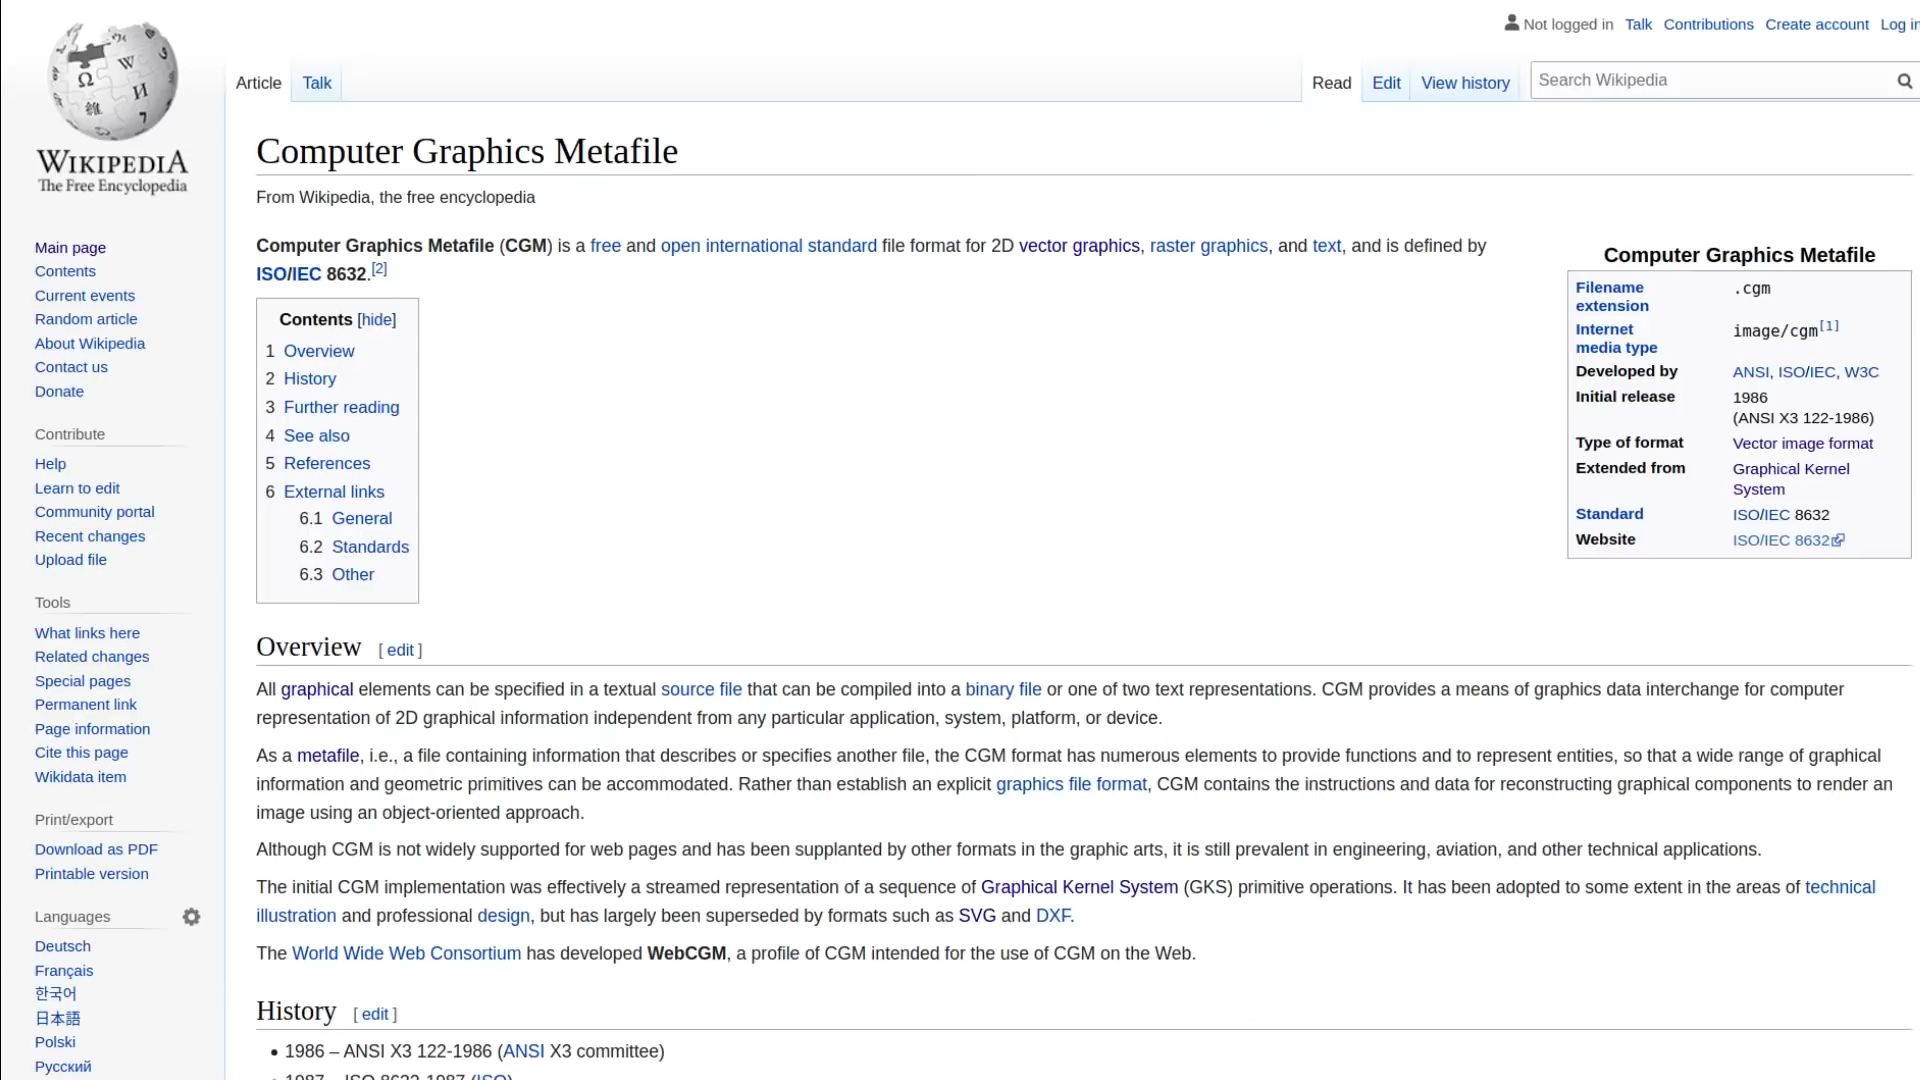 Not logged in Talk Contributions Create account Log in
Article Talk Read Edit View history Search Wikipedia
WIKIPEDIA
The Free Encyclopedia
Main page
Contents
Current events
Random article
About Wikipedia
Contact us
Donate
Contribute
Help
Learn to edit
Community portal
Recent changes
Upload file
Tools
What links here
Related changes
Special pages
Permanent link
Page information
Cite this page
Wikidata item
Print/export
Download as PDF
Printable version
Languages
Deutsch
Français
한국어
日本語
Polski
Русский
Computer Graphics Metafile
From Wikipedia, the free encyclopedia
Computer Graphics Metafile (CGM) is a free and open international standard file format for 2D vector graphics, raster graphics, and text, and is defined by
ISO/IEC 8632.[2]
Computer Graphics Metafile
Filename extension .cgm
Internet media type image/cgm[1]
Developed by ANSI, ISO/IEC, W3C
Initial release 1986
(ANSI X3 122-1986)
Type of format Vector image format
Extended from Graphical Kernel
System
Standard ISO/IEC 8632
Website ISO/IEC 8632
Contents [hide]
1 Overview
2 History
3 Further reading
4 See also
5 References
6 External links
6.1 General
6.2 Standards
6.3 Other
Overview [ edit ]
All graphical elements can be specified in a textual source file that can be compiled into a binary file or one of two text representations. CGM provides a means of graphics data interchange for computer
representation of 2D graphical information independent from any particular application, system, platform, or device.
As a metafile, i.e., a file containing information that describes or specifies another file, the CGM format has numerous elements to provide functions and to represent entities, so that a wide range of graphical
information and geometric primitives can be accommodated. Rather than establish an explicit graphics file format, CGM contains the instructions and data for reconstructing graphical components to render an
image using an object-oriented approach.
Although CGM is not widely supported for web pages and has been supplanted by other formats in the graphic arts, it is still prevalent in engineering, aviation, and other technical applications.
The initial CGM implementation was effectively a streamed representation of a sequence of Graphical Kernel System (GKS) primitive operations. It has been adopted to some extent in the areas of technical
illustration and professional design, but has largely been superseded by formats such as SVG and DXF.
The World Wide Web Consortium has developed WebCGM, a profile of CGM intended for the use of CGM on the Web.
History [ edit ]
• 1986 – ANSI X3 122-1986 (ANSI X3 committee)
• 1987 – ISO 8632-1987 (ISO)